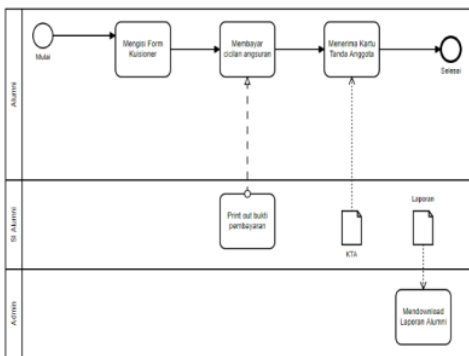 Alumni
Mulai
Mengisi Form
Kuisioner
Membayar
cicilan angsuran
Menerima Kartu
Tanda Anggota
Selesai
SI Alumni
Print out bukti
pembayaran
KTA
Laporan
Admin
Mendownload
Laporan Alumni